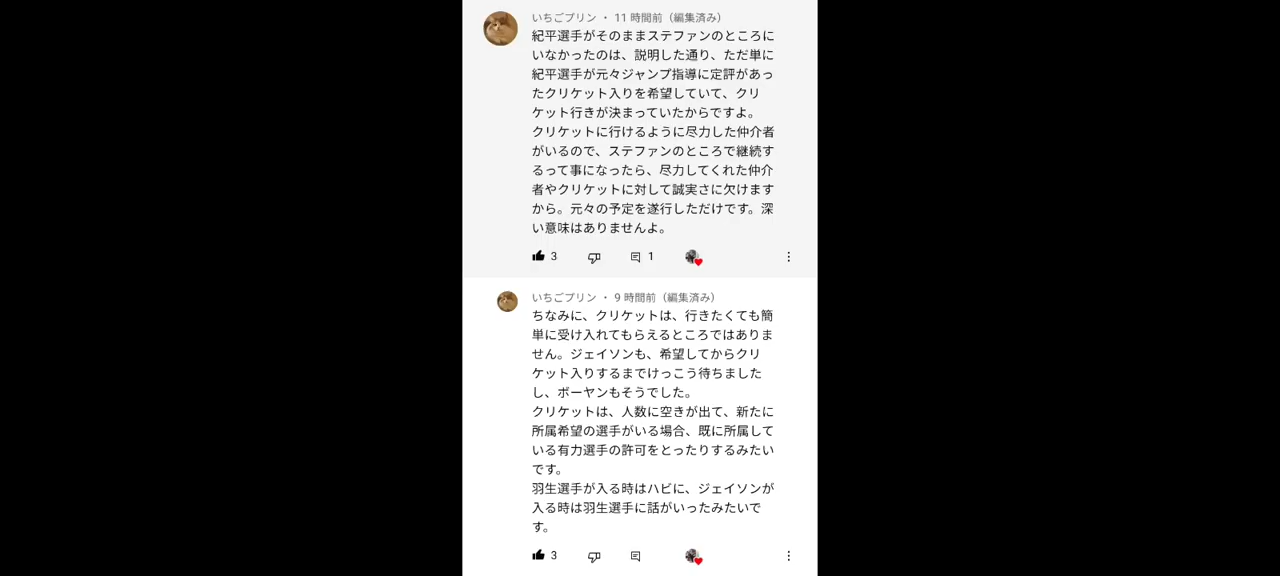 いちごプリン ・ 11 時間前（編集済み）
紀平選手がそのままステファンのところに
いなかったのは、説明した通り、ただ単に
紀平選手が元々ジャンプ指導に定評があっ
たクリケット入りを希望していて、クリ
ケット行きが決まっていたからですよ。
クリケットに行けるように尽力した仲介者
がいるので、ステファンのところで継続す
るって事になったら、尽力してくれた仲介
者やクリケットに対して誠実さに欠けます
から。元々の予定を遂行しただけです。深
い意味はありませんよ。
3 1
いちごプリン ・ 9 時間前（編集済み）
ちなみに、クリケットは、行きたくても簡
単に受け入れてもらえるところではありま
せん。ジェイソンも、希望してからクリ
ケット入りするまでけっこう待ちました
し、ボーヤンもそうでした。
クリケットは、人数に空きが出て、新たに
所属希望の選手がいる場合、既に所属して
いる有力選手の許可をとったりするみたい
です。
羽生選手が入る時はハビに、ジェイソンが
入る時は羽生選手に話がいったみたいで
す。
3